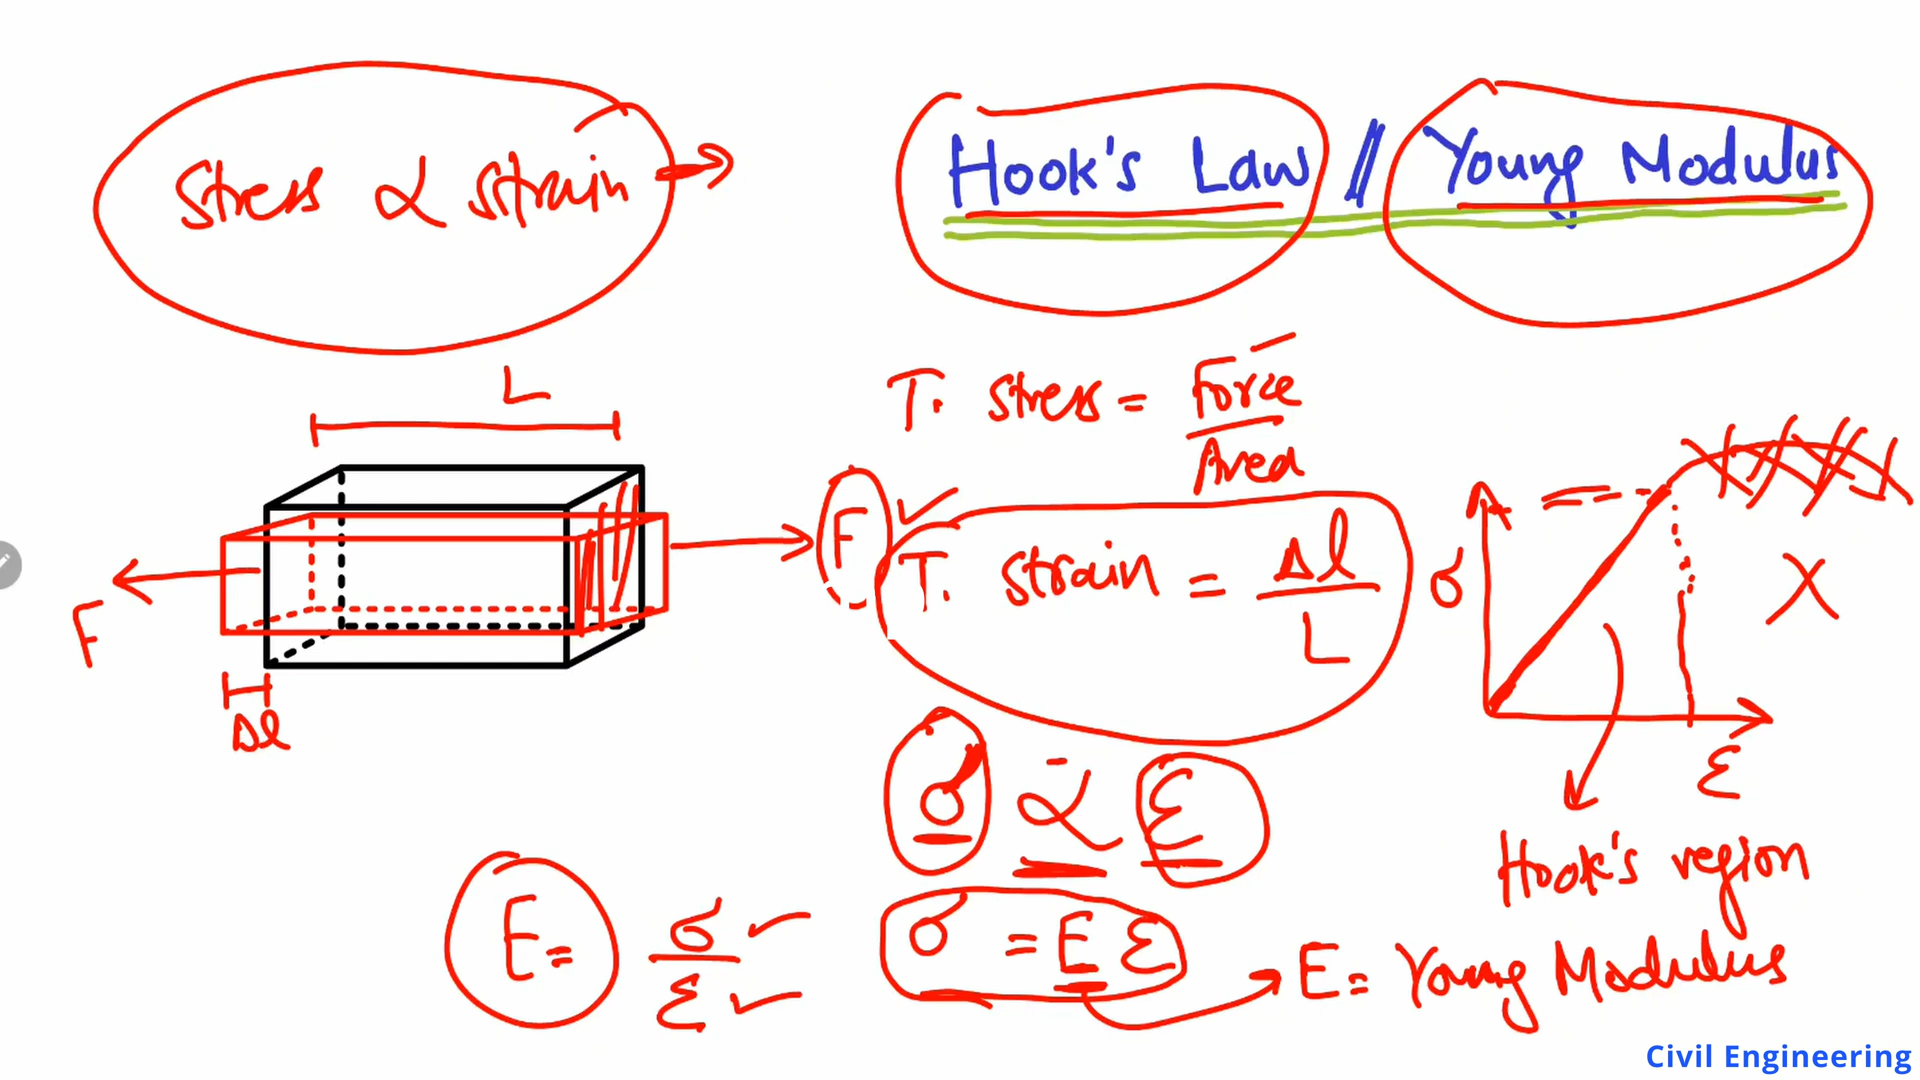 Stress α strain →
Hook's Law // Young Modulus
L
F
F
Δl
T. stress = Force / Area
T. strain = Δl / L
σ α ε
σ = E ε
E = Young Modulus
E = σ / ε
σ
ε
Hook's region
X
Civil Engineering